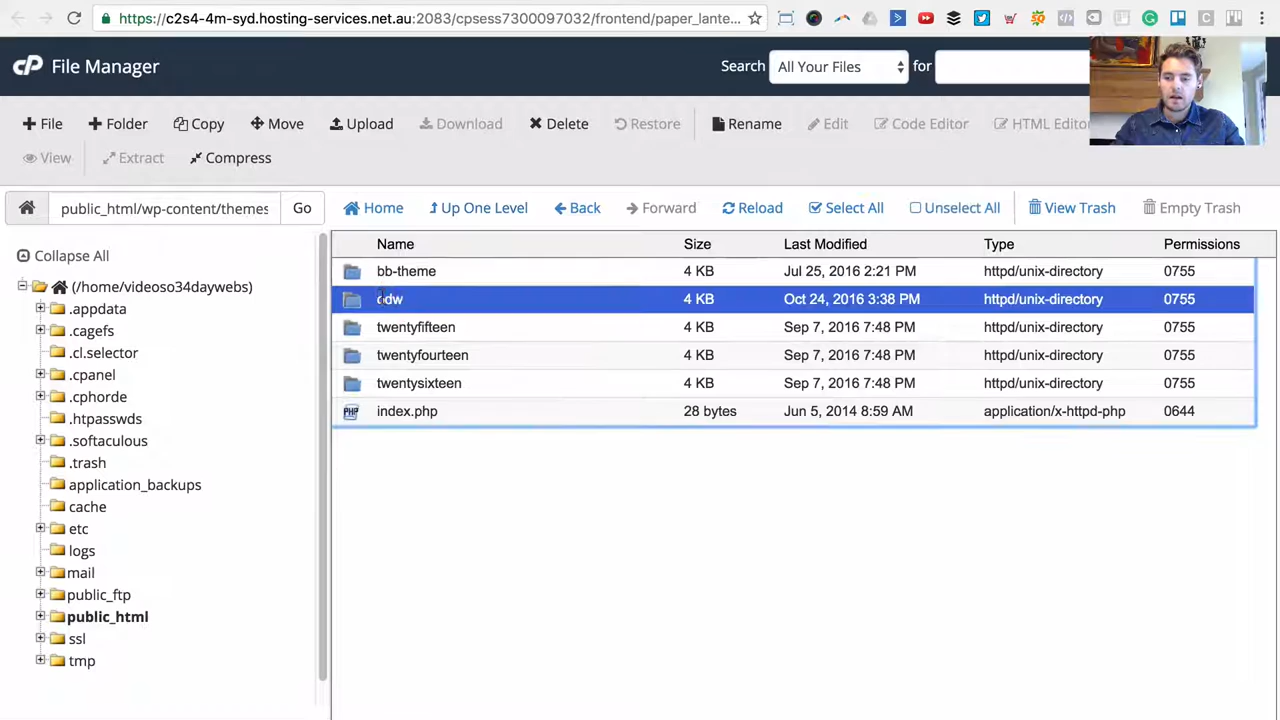 https://c2s4-4m-syd.hosting-services.net.au:2083/cpsess7300097032/frontend/paper_lante...
cP File Manager Search All Your Files for
File Folder Copy Move Upload Download Delete Restore Rename Edit Code Editor HTML Editor
View Extract Compress
public_html/wp-content/themes Go Home Up One Level Back Forward Reload Select All Unselect All View Trash Empty Trash
Collapse All
(/home/videoso34daywebs)
.appdata
.cagefs
.cl.selector
.cpanel
.cphorde
.htpasswds
.softaculous
.trash
application_backups
cache
etc
logs
mail
public_ftp
public_html
ssl
tmp
Name Size Last Modified Type Permissions
bb-theme 4 KB Jul 25, 2016 2:21 PM httpd/unix-directory 0755
4 KB Oct 24, 2016 3:38 PM httpd/unix-directory 0755
twentyfifteen 4 KB Sep 7, 2016 7:48 PM httpd/unix-directory 0755
twentyfourteen 4 KB Sep 7, 2016 7:48 PM httpd/unix-directory 0755
twentysixteen 4 KB Sep 7, 2016 7:48 PM httpd/unix-directory 0755
PHP index.php 28 bytes Jun 5, 2014 8:59 AM application/x-httpd-php 0644